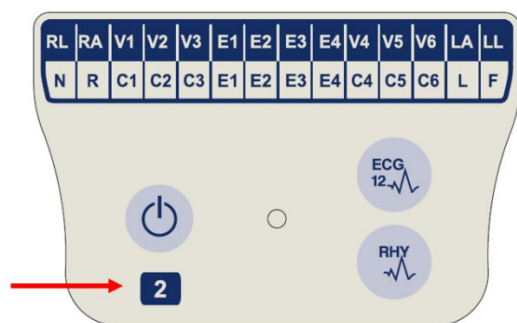 RL RA V1 V2 V3 E1 E2 E3 E4 V4 V5 V6 LA LL
N R C1 C2 C3 E1 E2 E3 E4 C4 C5 C6 L F
ECG
12
RHY
2